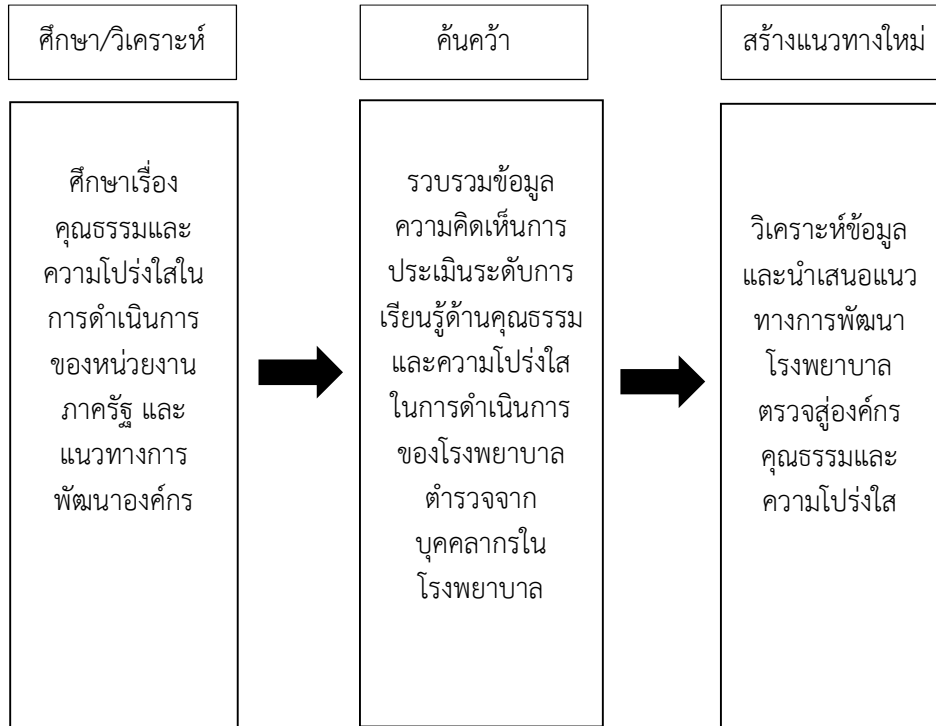 ศึกษา/วิเคราะห์
ค้นคว้า
สร้างแนวทางใหม่
ศึกษาเรื่อง
คุณธรรมและ
ความโปร่งใสใน
การดำเนินการ
ของหน่วยงาน
ภาครัฐ และ
แนวทางการ
พัฒนาองค์กร
รวบรวมข้อมูล
ความคิดเห็นการ
ประเมินระดับการ
เรียนรู้ด้านคุณธรรม
และความโปร่งใส
ในการดำเนินการ
ของโรงพยาบาล
ตำรวจจาก
บุคคลากรใน
โรงพยาบาล
วิเคราะห์ข้อมูล
และนำเสนอแนว
ทางการพัฒนา
โรงพยาบาล
ตรวจสู่องค์กร
คุณธรรมและ
ความโปร่งใส